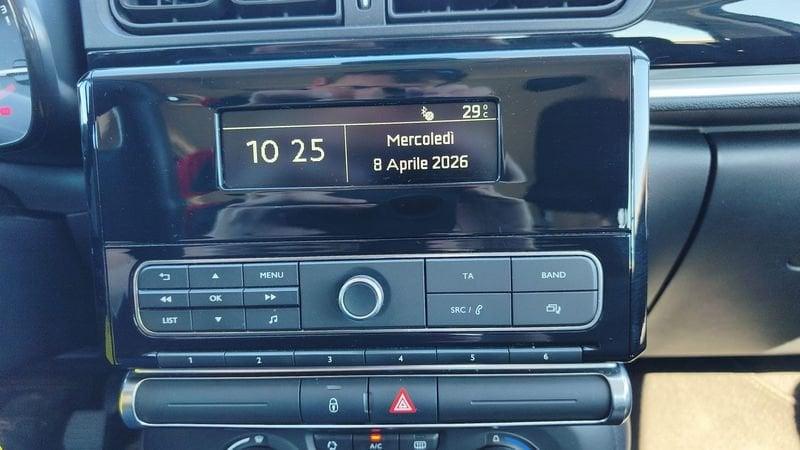 29°C
10 25
Mercoledì
8 Aprile 2026
MENU
TA
BAND
OK
SRC /
LIST
1 2 3 4 5 6
A/C